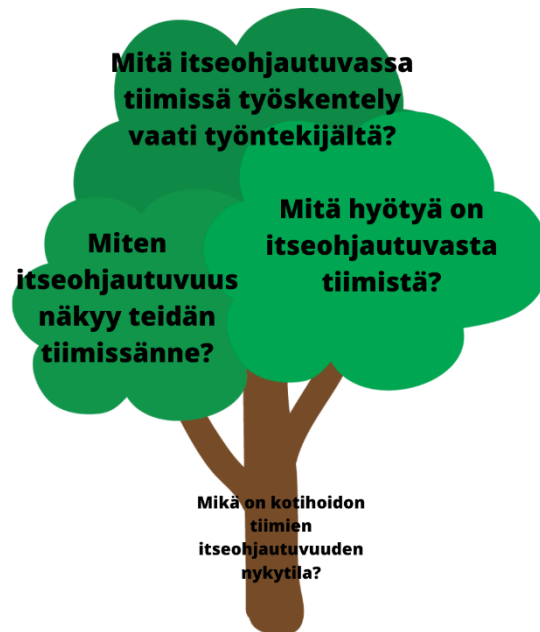 Mitä itseohjautuvassa
tiimissä työskentely
vaati työntekijältä?
Mitä hyötyä on
itseohjautuvasta
tiimistä?
Miten
itseohjautuvuus
näkyy teidän
tiimissänne?
Mikä on kotihoidon
tiimien
itseohjautuvuuden
nykytila?